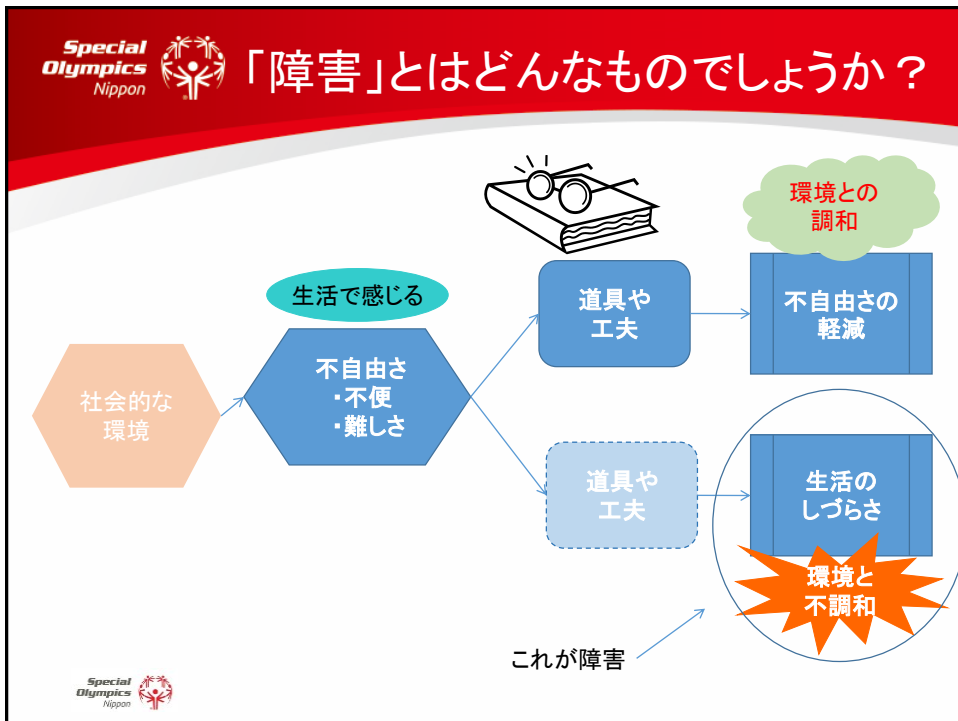 Special
Olympics
Nippon
「障害」とはどんなものでしょうか？
環境との
調和
生活で感じる
道具や
工夫
不自由さの
軽減
社会的な
環境
不自由さ
・不便
・難しさ
道具や
工夫
生活の
しづらさ
環境と
不調和
これが障害
Special
Olympics
Nippon